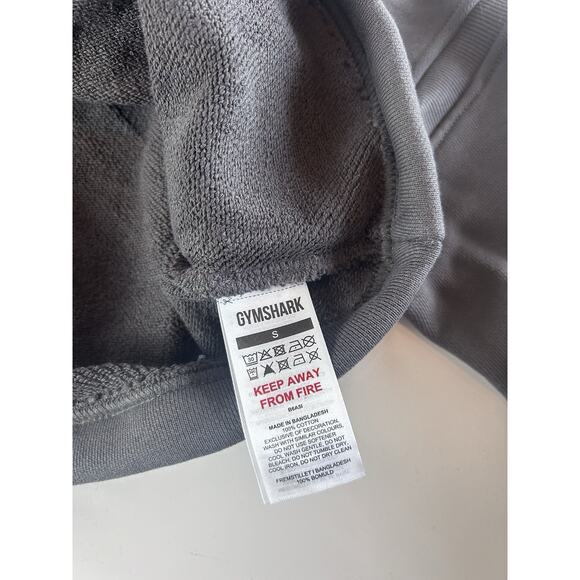 GYMSHARK
S
KEEP AWAY
FROM FIRE
B6A5I
MADE IN BANGLADESH
100% COTTON
EXCLUSIVE OF DECORATION.
WASH WITH SIMILAR COLOURS,
DO NOT USE SOFTENER
COOL WASH GENTLE, DO NOT
BLEACH, DO NOT TUMBLE DRY,
COOL IRON, DO NOT DRY CLEAN
FREMSTILLET I BANGLADESH
100% BOMULD